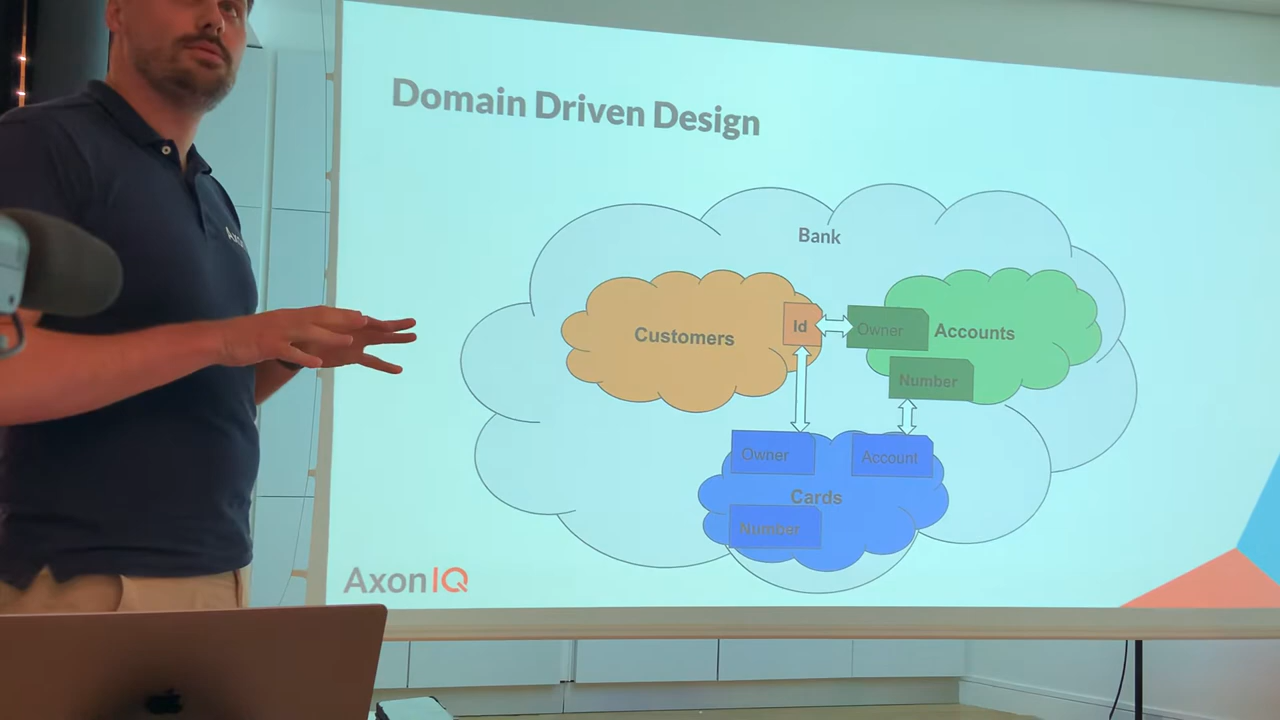 Domain Driven Design
Bank
Customers
Id
Owner
Accounts
Number
Owner
Account
Cards
Number
AxonIQ